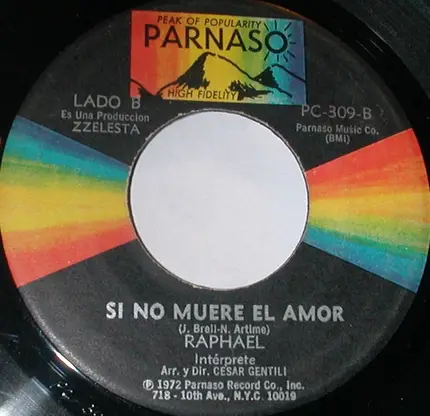 PEAK OF POPULARITY
PARNASO
HIGH FIDELITY
LADO B
Es Una Produccion
ZZELESTA
PC-309-B
Parnaso Music Co.
(BMI)
SI NO MUERE EL AMOR
(J. Brell-N. Artime)
RAPHAEL
Intérprete
Arr. y Dir. CESAR GENTILI
Ⓟ 1972 Parnaso Record Co., Inc.
718 - 10th Ave., N.Y.C. 10019